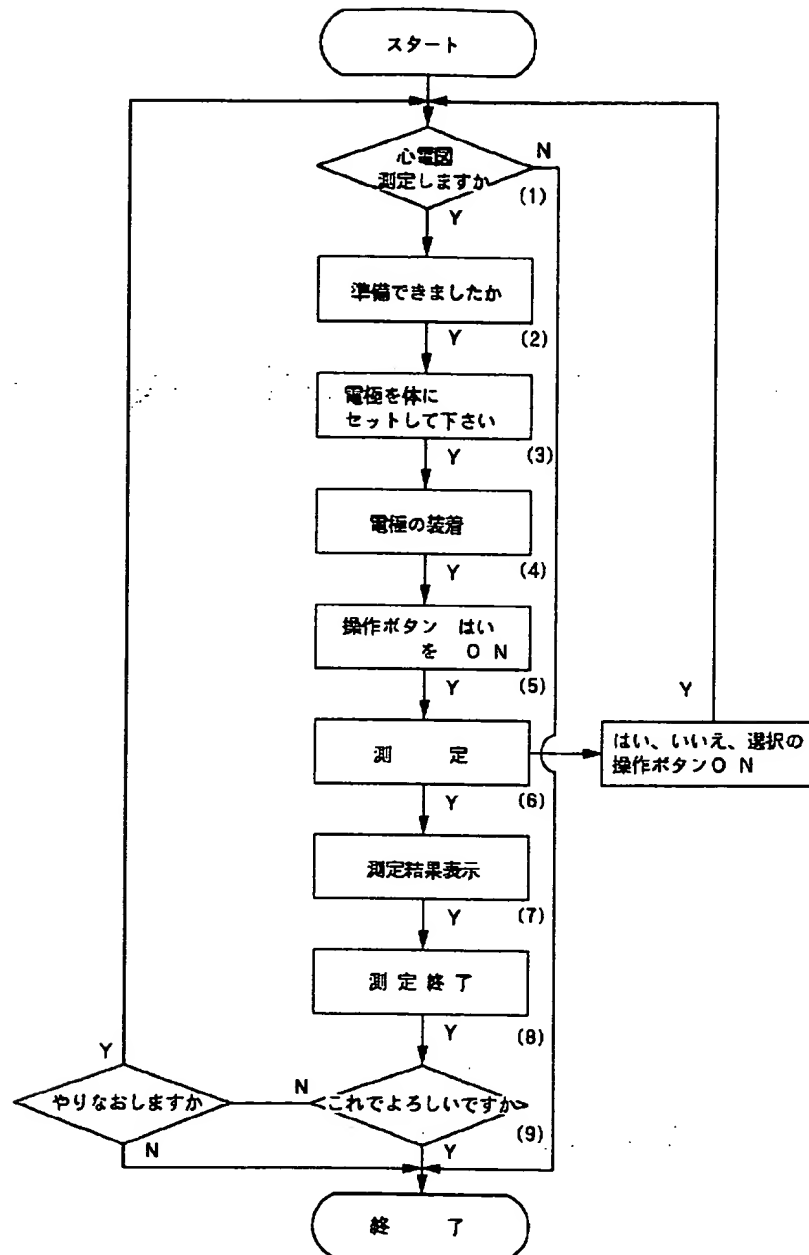 スタート
心電図
測定しますか
N
(1)
Y
準備できましたか
Y
(2)
電極を体に
セットして下さい
Y
(3)
電極の装着
Y
(4)
操作ボタン はい
を ON
Y
(5)
Y
測 定
はい、いいえ、選択の
操作ボタンON
Y
(6)
測定結果表示
Y
(7)
測定終了
Y
(8)
Y
やりなおしますか
N
これでよろしいですか
(9)
N
Y
終 了